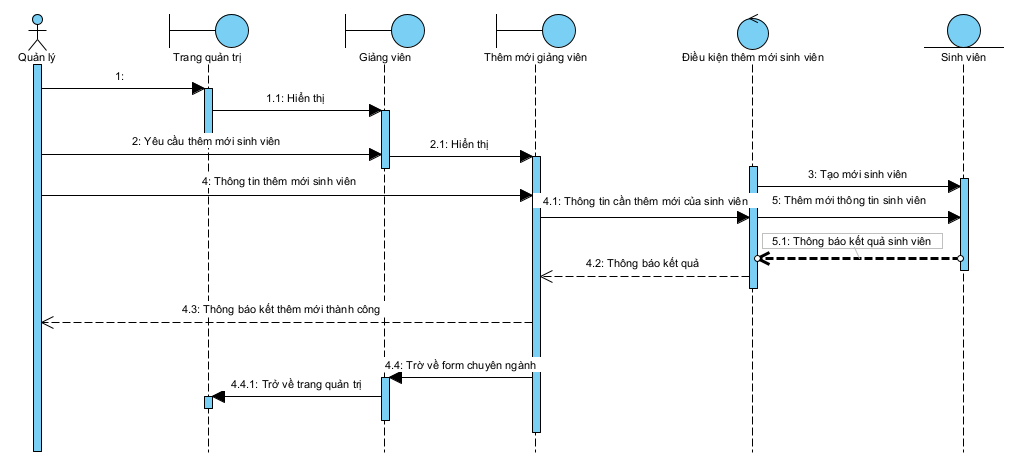 Quản lý
Trang quản trị
Giảng viên
Thêm mới giảng viên
Điều kiện thêm mới sinh viên
Sinh viên
1:
1.1: Hiển thị
2: Yêu cầu thêm mới sinh viên
2.1: Hiển thị
3: Tạo mới sinh viên
4: Thông tin thêm mới sinh viên
4.1: Thông tin cần thêm mới của sinh viên
5: Thêm mới thông tin sinh viên
5.1: Thông báo kết quả sinh viên
4.2: Thông báo kết quả
4.3: Thông báo kết thêm mới thành công
4.4: Trờ về form chuyên ngành
4.4.1: Trở về trang quản trị